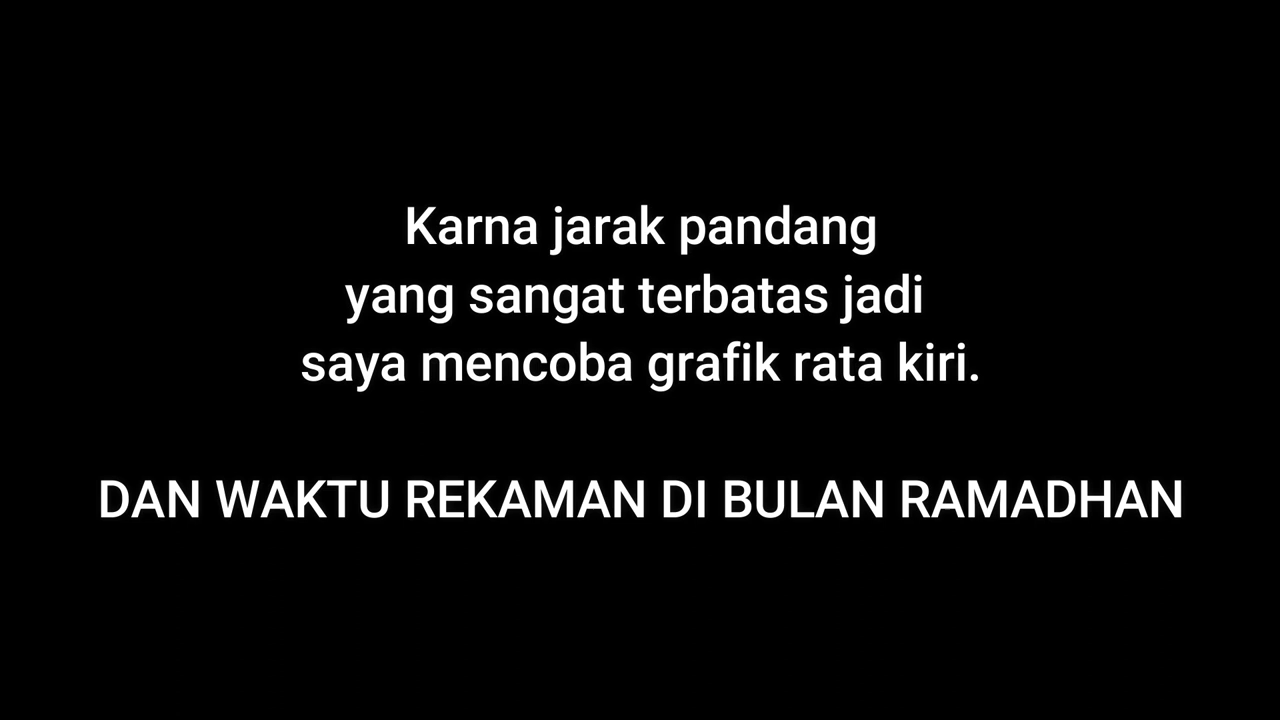 Karna jarak pandang
yang sangat terbatas jadi
saya mencoba grafik rata kiri.
DAN WAKTU REKAMAN DI BULAN RAMADHAN